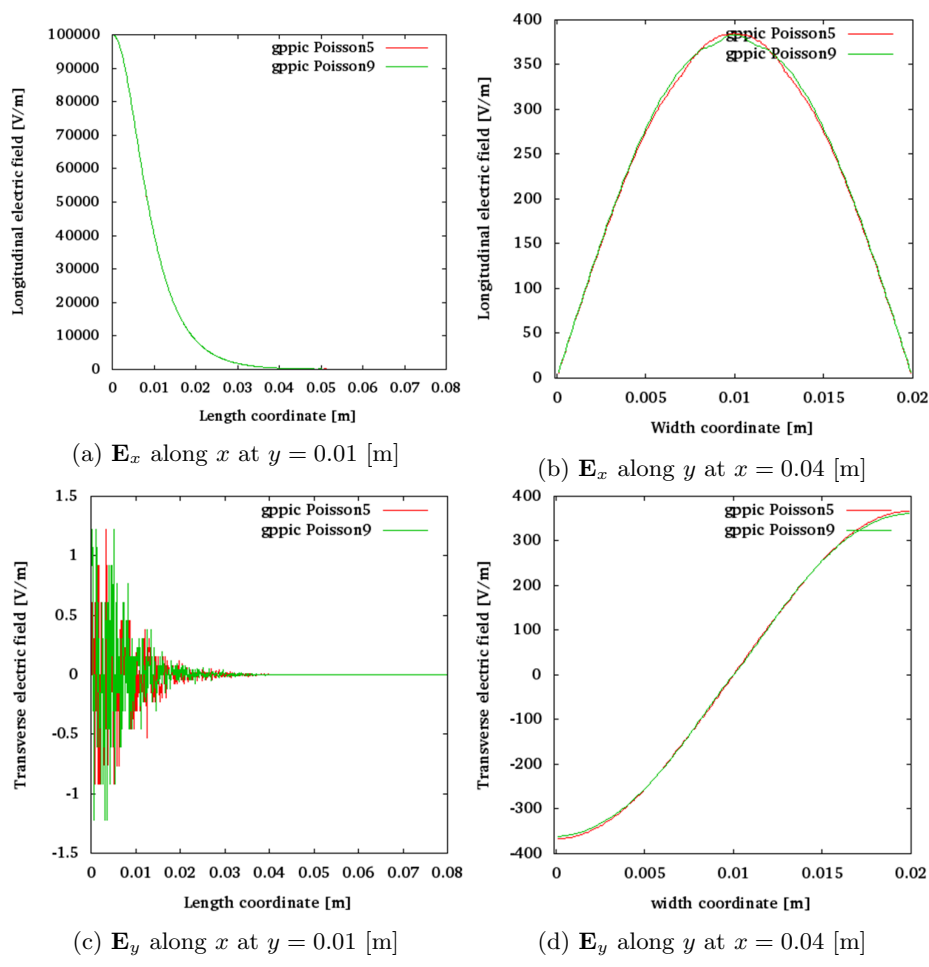 gppic Poisson5
gppic Poisson9
100000
90000
80000
70000
60000
50000
40000
30000
20000
10000
0
Longitudinal electric field [V/m]
0 0.01 0.02 0.03 0.04 0.05 0.06 0.07 0.08
Length coordinate [m]
(a) E_x along x at y = 0.01 [m]
gppic Poisson5
gppic Poisson9
400
350
300
250
200
150
100
50
0
Longitudinal electric field [V/m]
0 0.005 0.01 0.015 0.02
Width coordinate [m]
(b) E_x along y at x = 0.04 [m]
gppic Poisson5
gppic Poisson9
1.5
1
0.5
0
-0.5
-1
-1.5
Transverse electric field [V/m]
0 0.01 0.02 0.03 0.04 0.05 0.06 0.07 0.08
Length coordinate [m]
(c) E_y along x at y = 0.01 [m]
gppic Poisson5
gppic Poisson9
400
300
200
100
0
-100
-200
-300
-400
Transverse electric field [V/m]
0 0.005 0.01 0.015 0.02
width coordinate [m]
(d) E_y along y at x = 0.04 [m]